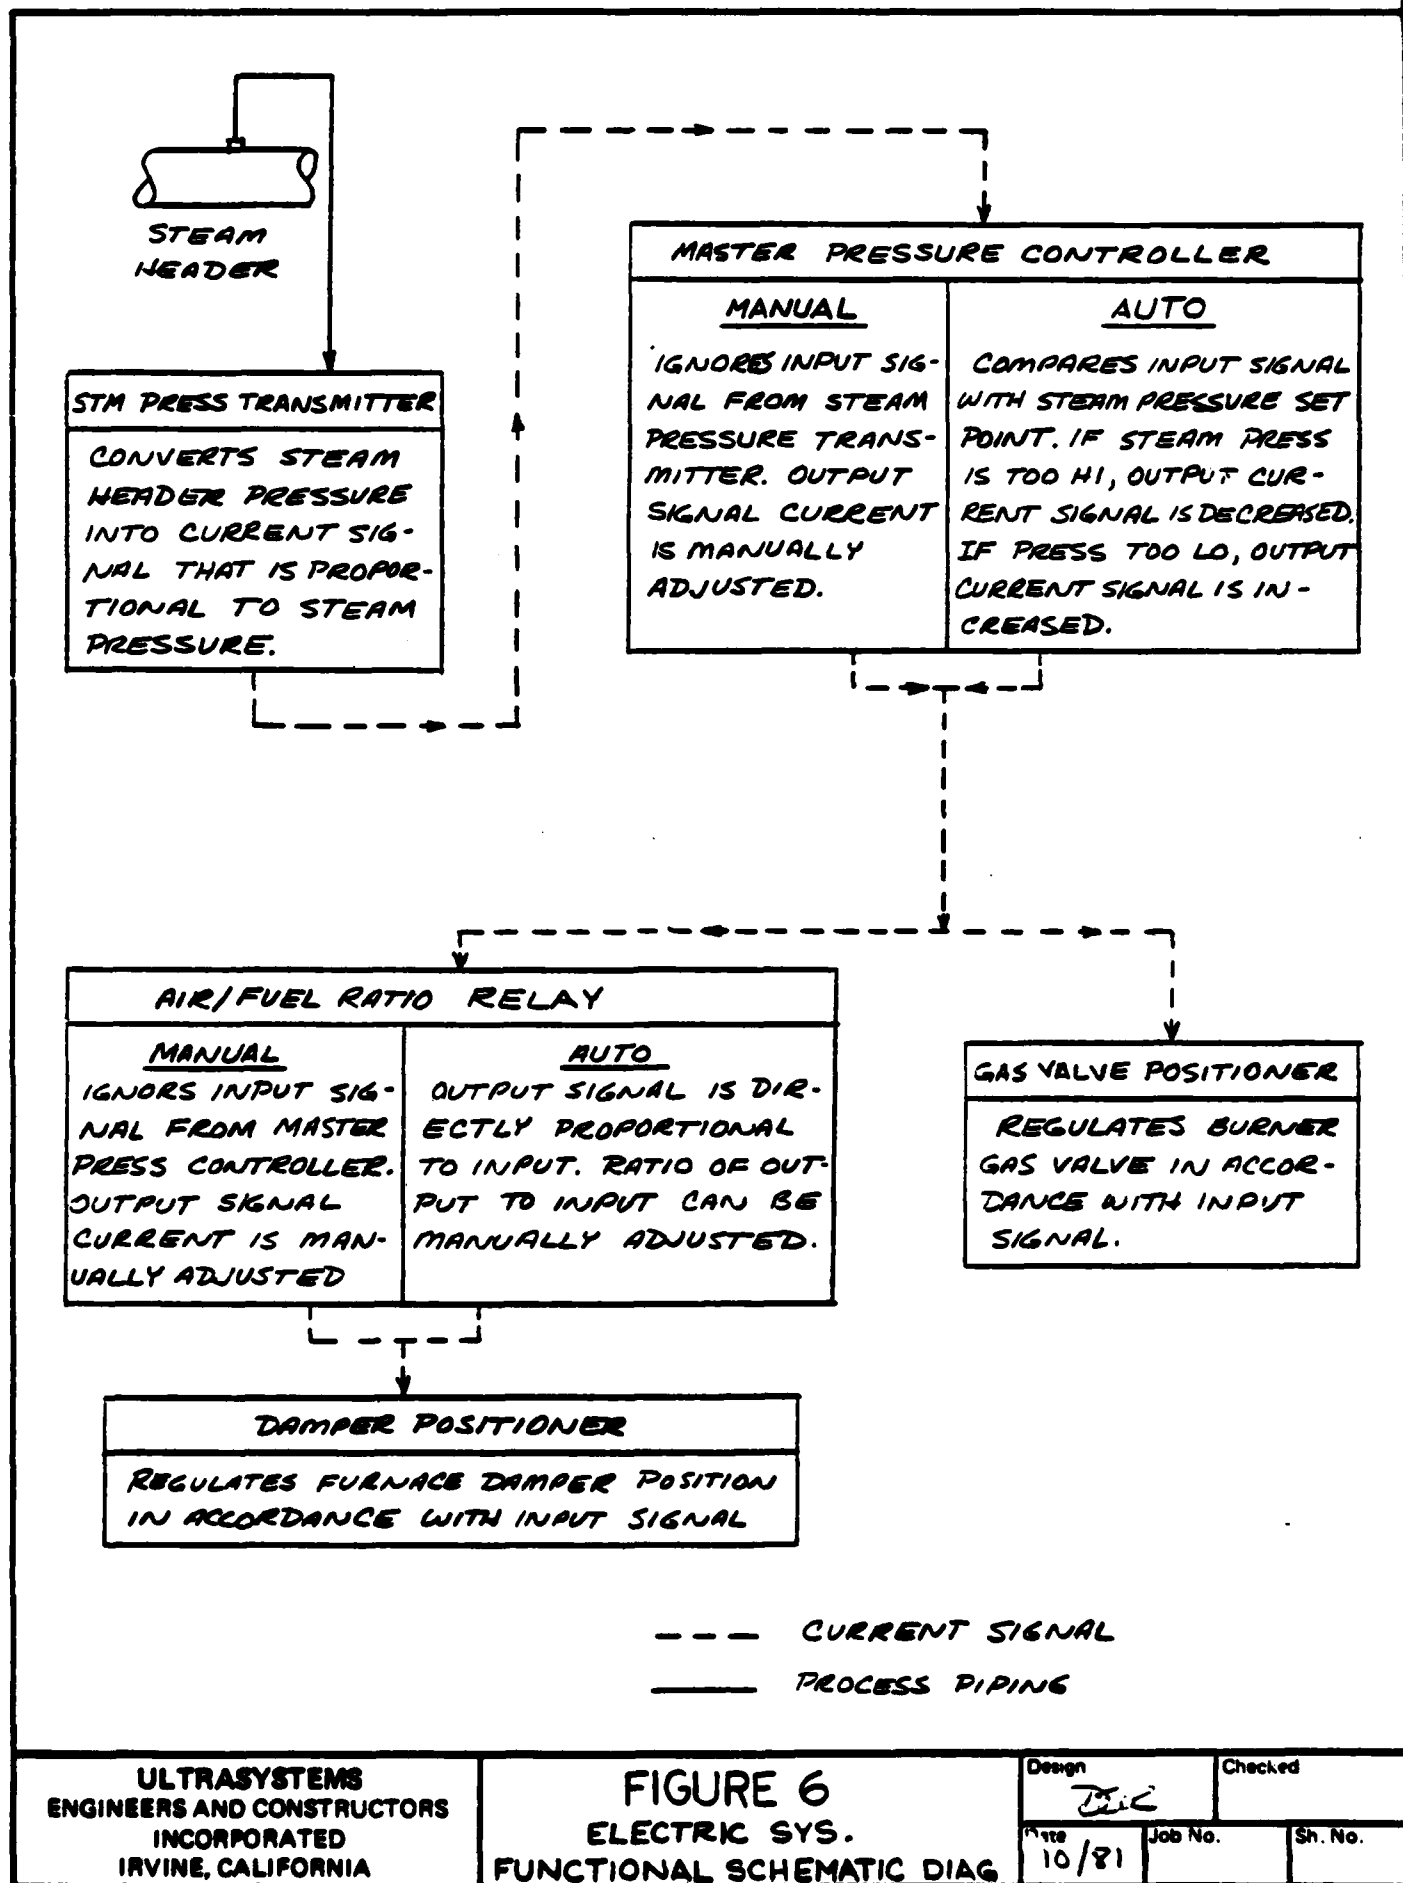 STEAM
HEADER
STM PRESS TRANSMITTER
CONVERTS STEAM
HEADER PRESSURE
INTO CURRENT SIG-
NAL THAT IS PROPOR-
TIONAL TO STEAM
PRESSURE.
MASTER PRESSURE CONTROLLER
MANUAL
IGNORES INPUT SIG-
NAL FROM STEAM
PRESSURE TRANS-
MITTER. OUTPUT
SIGNAL CURRENT
IS MANUALLY
ADJUSTED.
AUTO
COMPARES INPUT SIGNAL
WITH STEAM PRESSURE SET
POINT. IF STEAM PRESS
IS TOO HI, OUTPUT CUR-
RENT SIGNAL IS DECREASED.
IF PRESS TOO LO, OUTPUT
CURRENT SIGNAL IS IN-
CREASED.
AIR/FUEL RATIO RELAY
MANUAL
IGNORS INPUT SIG-
NAL FROM MASTER
PRESS CONTROLLER.
OUTPUT SIGNAL
CURRENT IS MAN-
UALLY ADJUSTED
AUTO
OUTPUT SIGNAL IS DIR-
ECTLY PROPORTIONAL
TO INPUT. RATIO OF OUT-
PUT TO INPUT CAN BE
MANUALLY ADJUSTED.
GAS VALVE POSITIONER
REGULATES BURNER
GAS VALVE IN ACCOR-
DANCE WITH INPUT
SIGNAL.
DAMPER POSITIONER
REGULATES FURNACE DAMPER POSITION
IN ACCORDANCE WITH INPUT SIGNAL
CURRENT SIGNAL
PROCESS PIPING
ULTRASYSTEMS
ENGINEERS AND CONSTRUCTORS
INCORPORATED
IRVINE, CALIFORNIA
FIGURE 6
ELECTRIC SYS.
FUNCTIONAL SCHEMATIC DIAG
Design
Checked
Date
10/81
Job No.
Sh. No.